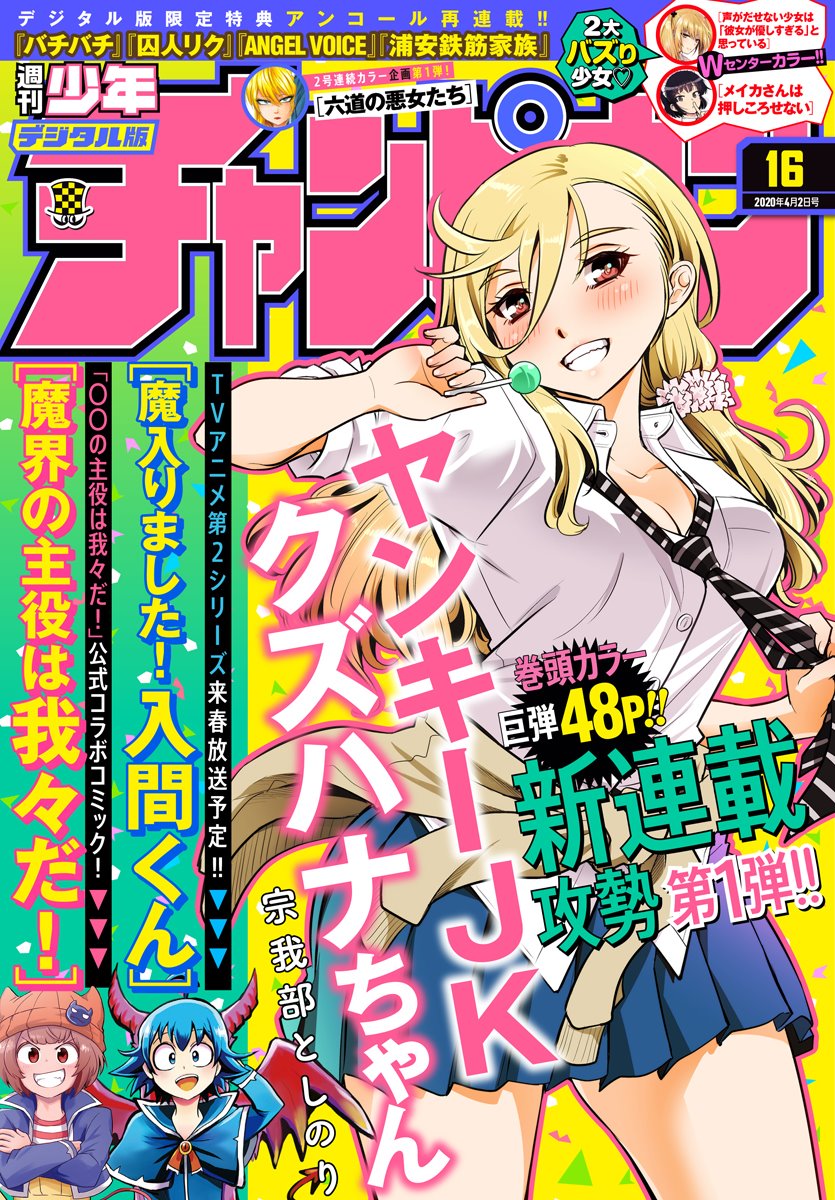 デジタル版限定特典アンコール再連載!!
『バチバチ』『囚人リク』『ANGEL VOICE』『浦安鉄筋家族』
2大
バズり
少女♡
[声がだせない少女は
「彼女が優しすぎる」と
思っている]
Wセンターカラー!!
[メイカさんは
押しころせない]
週刊少年
チャンピオン
デジタル版
2号連続カラー企画第1弾!
[六道の悪女たち]
16
2020年4月2日号
ヤンキーJK
クズハナちゃん
宗我部としのり
巻頭カラー
巨弾48P!!
新連載
攻勢 第1弾!!
TVアニメ第2シリーズ来春放送予定!!▼▼▼
[魔入りました!入間くん]
「〇〇の主役は我々だ!」公式コラボコミック!▼▼▼
[魔界の主役は我々だ!]